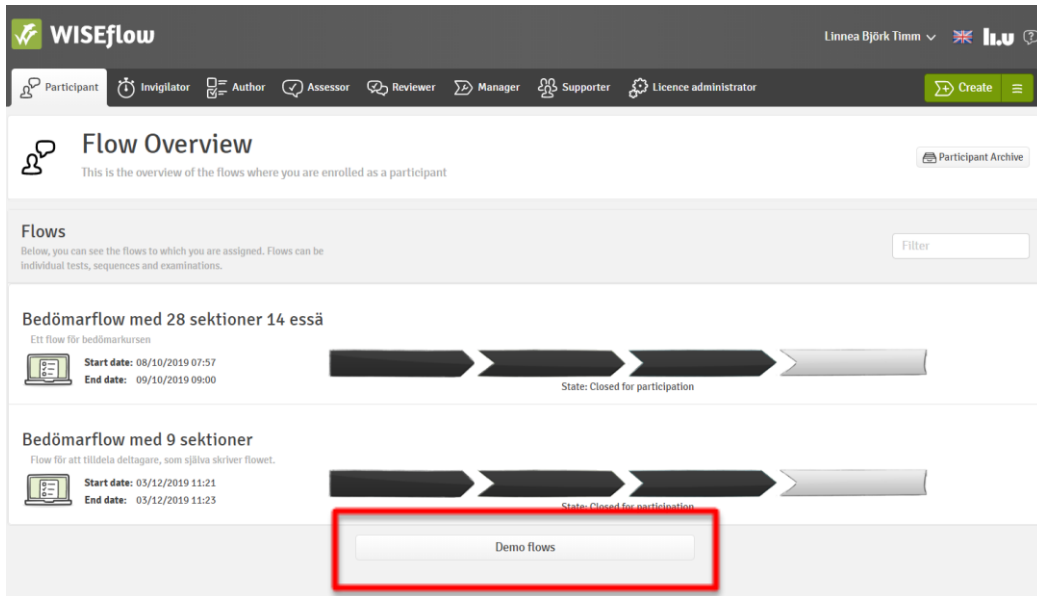 WISEflow
Linnea Björk Timm
li.u
Participant
Invigilator
Author
Assessor
Reviewer
Manager
Supporter
Licence administrator
Create
Flow Overview
This is the overview of the flows where you are enrolled as a participant
Participant Archive
Flows
Below, you can see the flows to which you are assigned. Flows can be
individual tests, sequences and examinations.
Filter
Bedömarflow med 28 sektioner 14 essä
Ett flow för bedömarkursen
Start date: 08/10/2019 07:57
End date: 09/10/2019 09:00
State: Closed for participation
Bedömarflow med 9 sektioner
Flow för att tilldela deltagare, som själva skriver flowet.
Start date: 03/12/2019 11:21
End date: 03/12/2019 11:23
State: Closed for participation
Demo flows